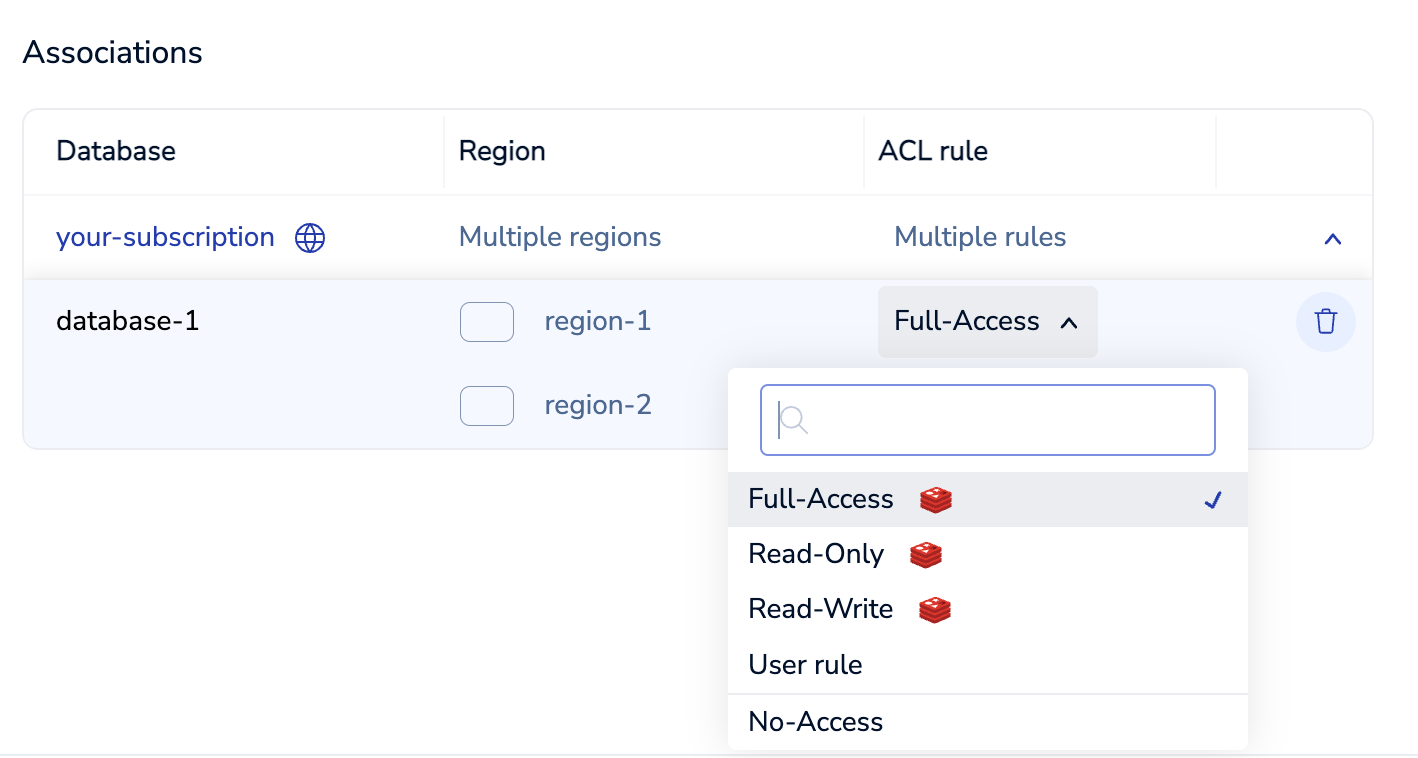 Associations
Database Region ACL rule
your-subscription Multiple regions Multiple rules
database-1 region-1 Full-Access
region-2
Full-Access
Read-Only
Read-Write
User rule
No-Access